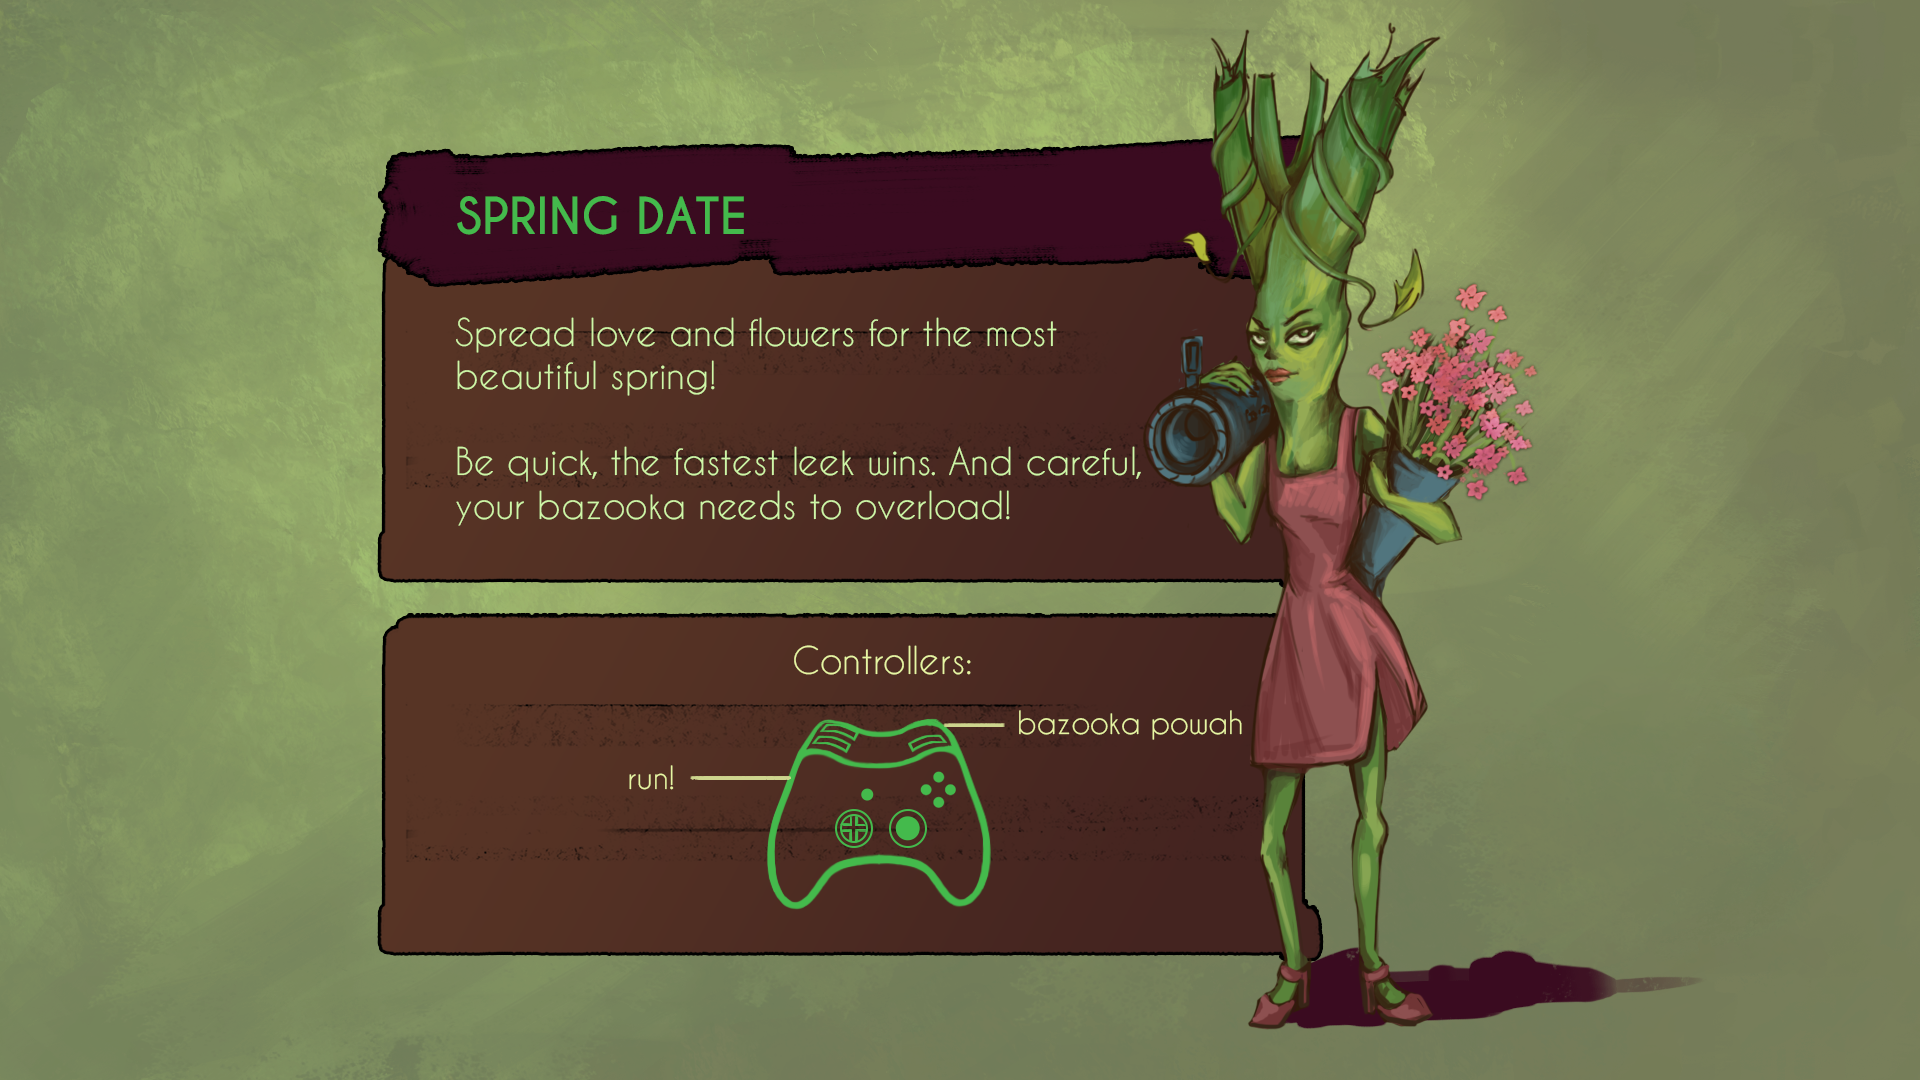 SPRING DATE
Spread love and flowers for the most
beautiful spring!
Be quick, the fastest leek wins. And careful,
your bazooka needs to overload!
Controllers:
bazooka powah
run!